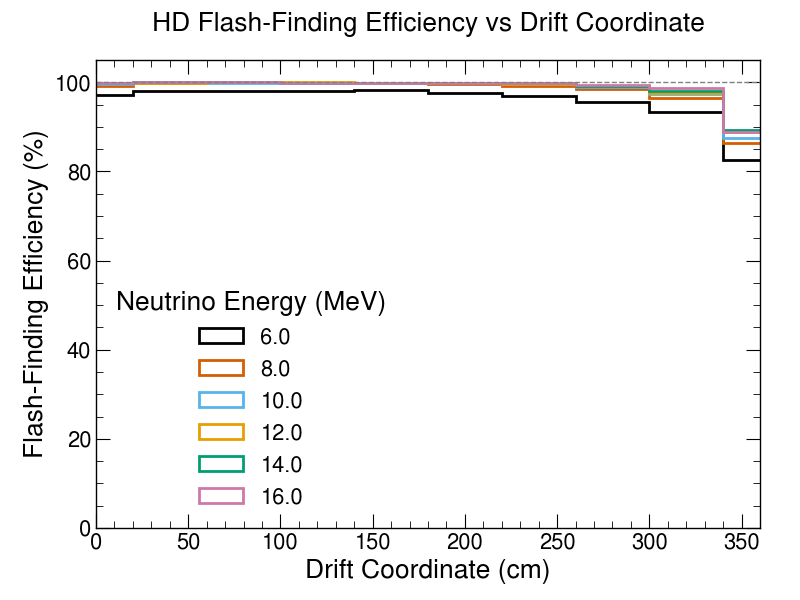 HD Flash-Finding Efficiency vs Drift Coordinate
Flash-Finding Efficiency (%)
100
80
60
40
20
0
Neutrino Energy (MeV)
6.0
8.0
10.0
12.0
14.0
16.0
0 50 100 150 200 250 300 350
Drift Coordinate (cm)